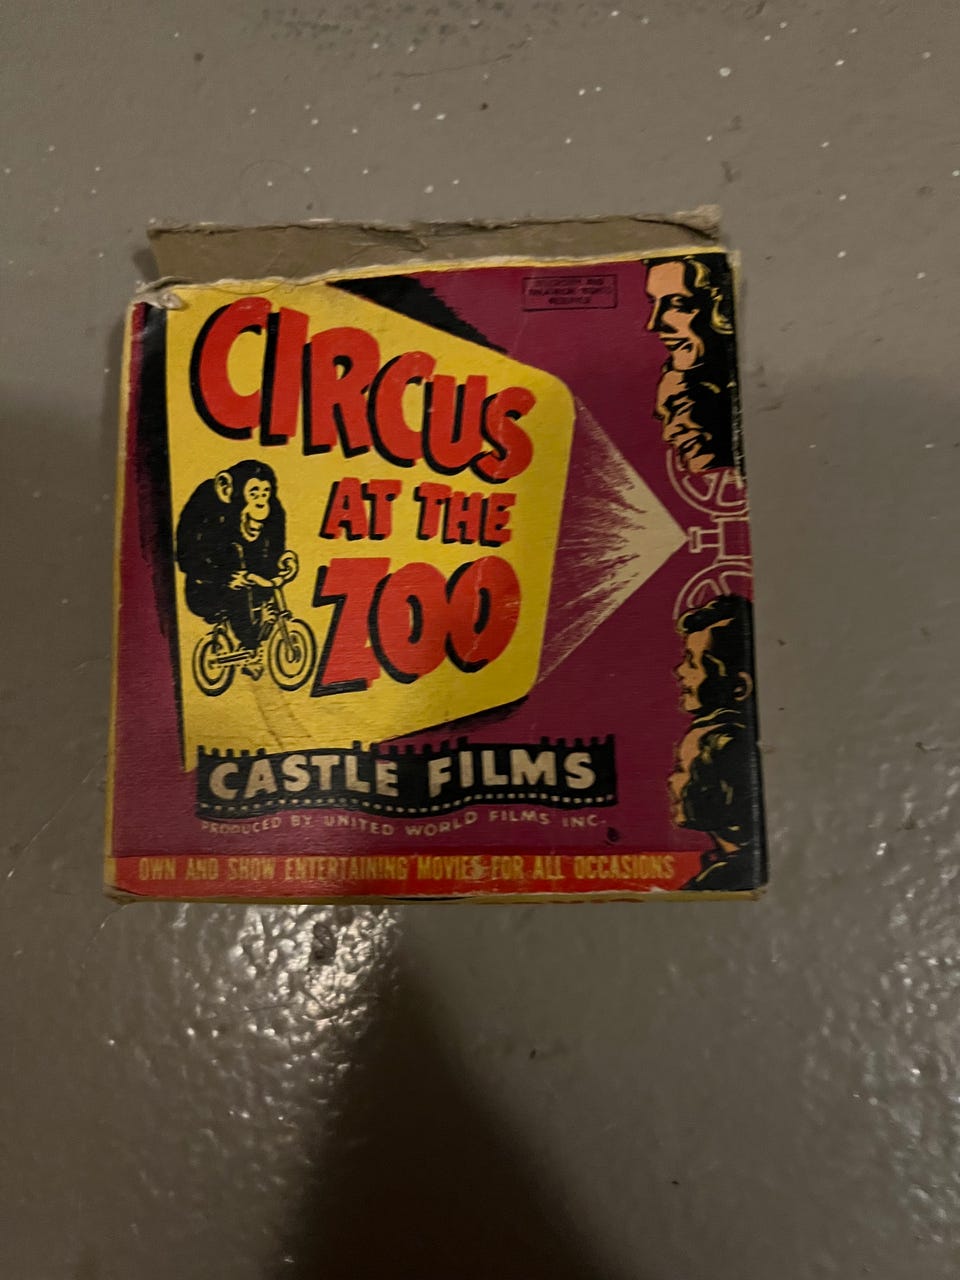 CIRCUS
AT THE
ZOO
CASTLE FILMS
PRODUCED BY UNITED WORLD FILMS INC.
OWN AND SHOW ENTERTAINING MOVIES FOR ALL OCCASIONS